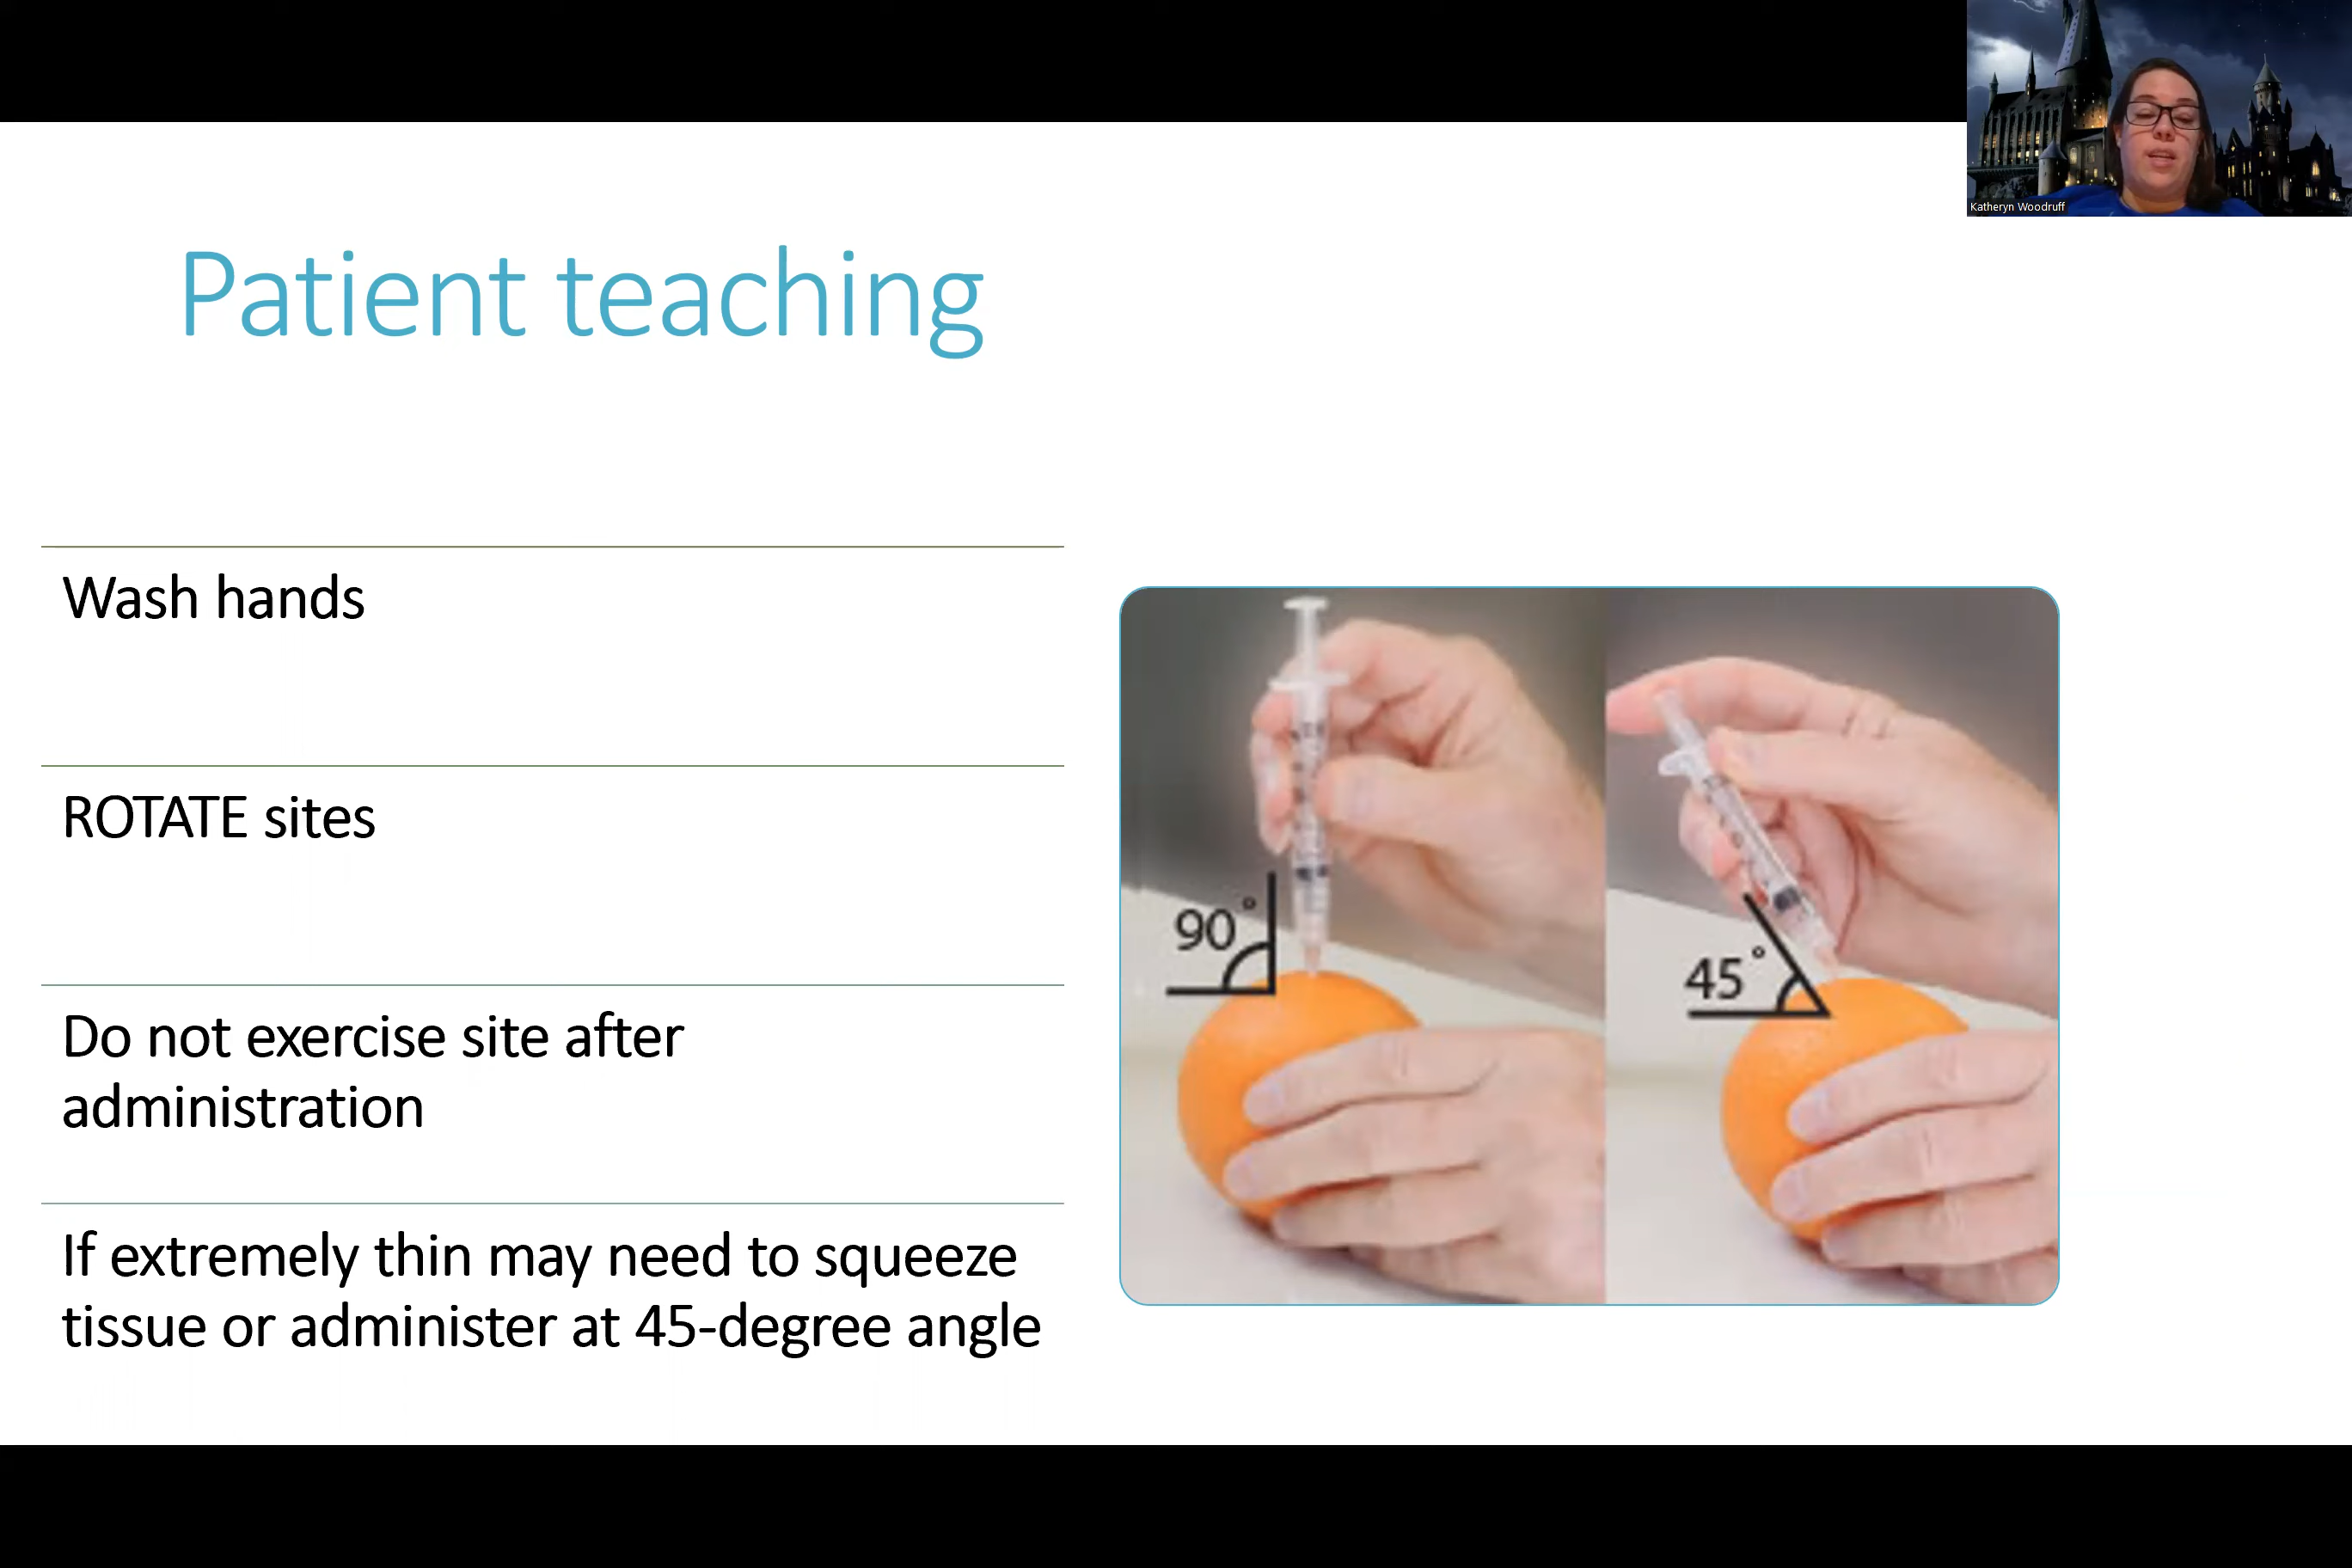 Katheryn Woodruff
Patient teaching
Wash hands
ROTATE sites
Do not exercise site after
administration
If extremely thin may need to squeeze
tissue or administer at 45-degree angle
90°
45°